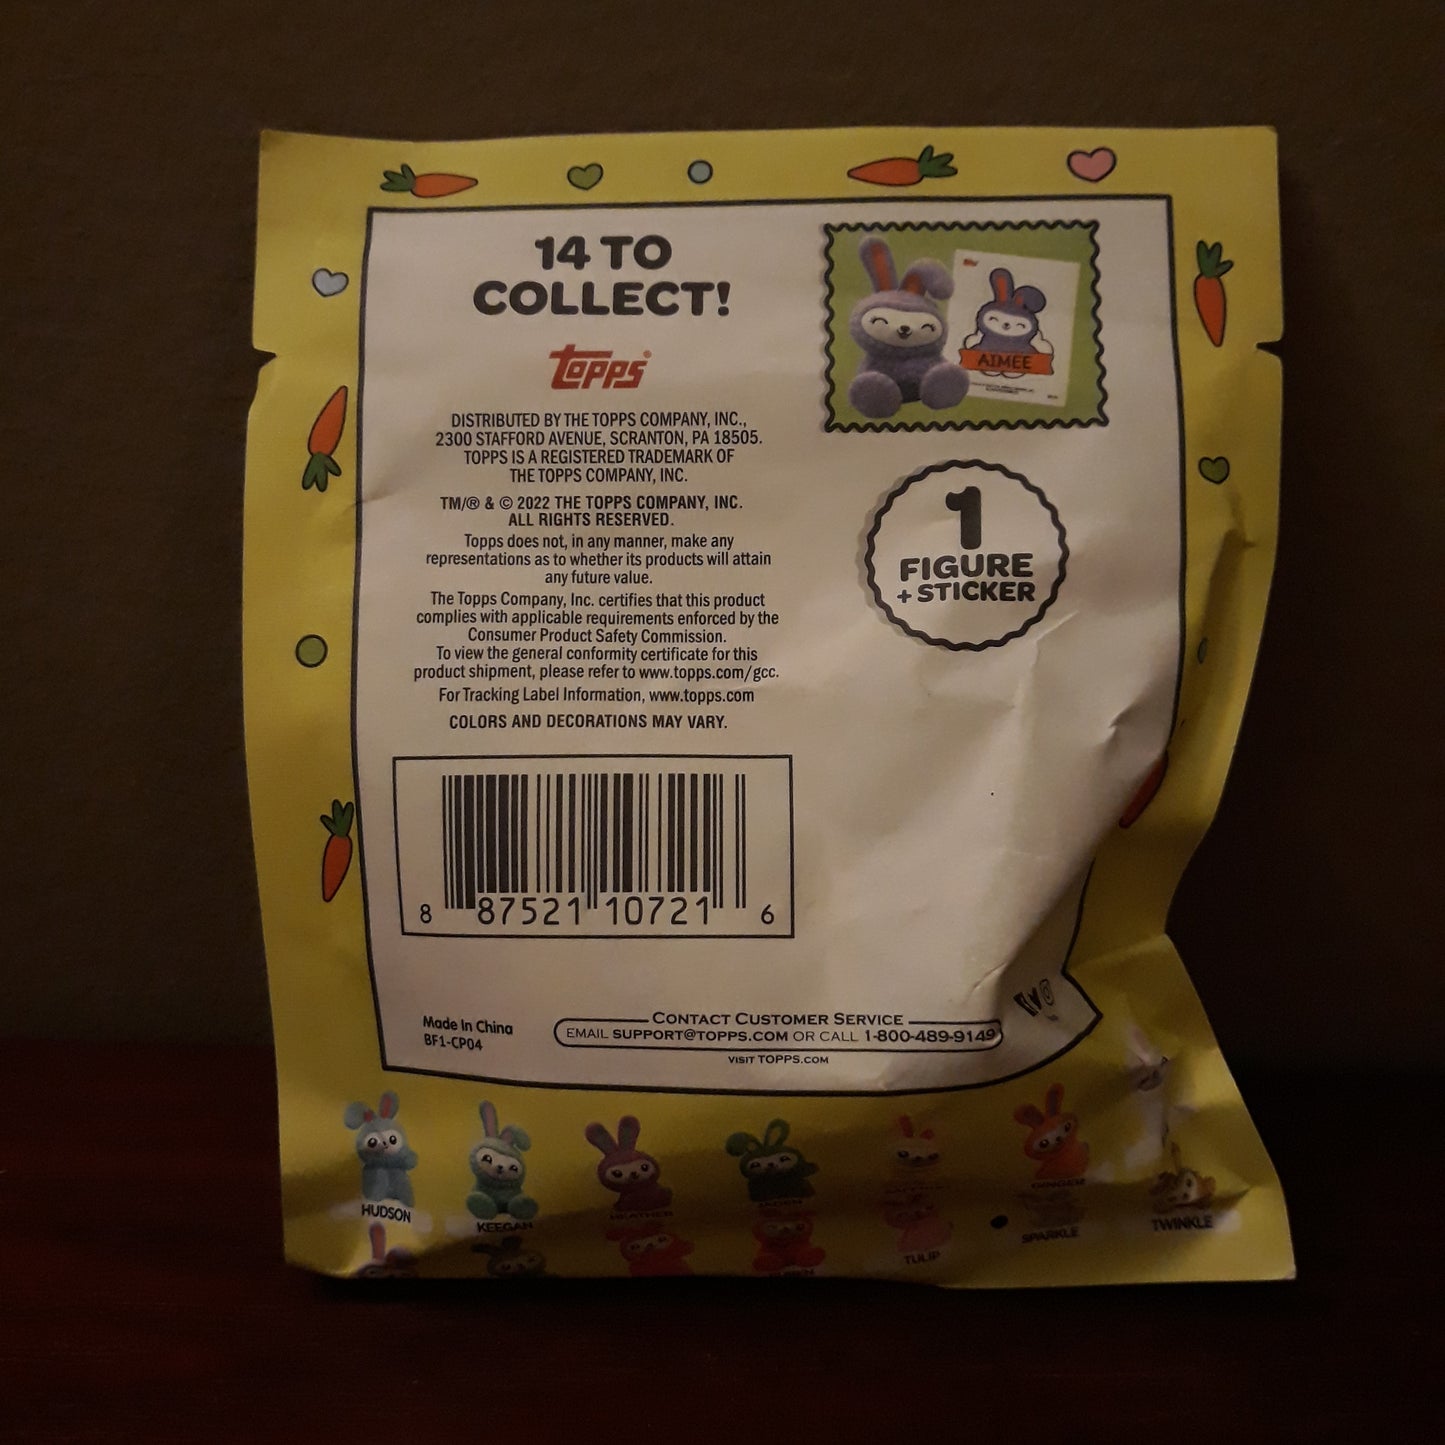 14 TO
COLLECT!
TOPPS®
DISTRIBUTED BY THE TOPPS COMPANY, INC.,
2300 STAFFORD AVENUE, SCRANTON, PA 18505.
TOPPS IS A REGISTERED TRADEMARK OF
THE TOPPS COMPANY, INC.
TM/® & © 2022 THE TOPPS COMPANY, INC.
ALL RIGHTS RESERVED.
Topps does not, in any manner, make any
representations as to whether its products will attain
any future value.
The Topps Company, Inc. certifies that this product
complies with applicable requirements enforced by the
Consumer Product Safety Commission.
To view the general conformity certificate for this
product shipment, please refer to www.topps.com/gcc.
For Tracking Label Information, www.topps.com
COLORS AND DECORATIONS MAY VARY.
8 87521 10721 6
AIMEE
1
FIGURE
+ STICKER
Made In China
BF1-CP04
CONTACT CUSTOMER SERVICE
EMAIL SUPPORT@TOPPS.COM OR CALL 1-800-489-9149
VISIT TOPPS.COM
HUDSON
KEEGAN
HEATHER
JADEN
GINGER
TULIP
SPARKLE
TWINKLE